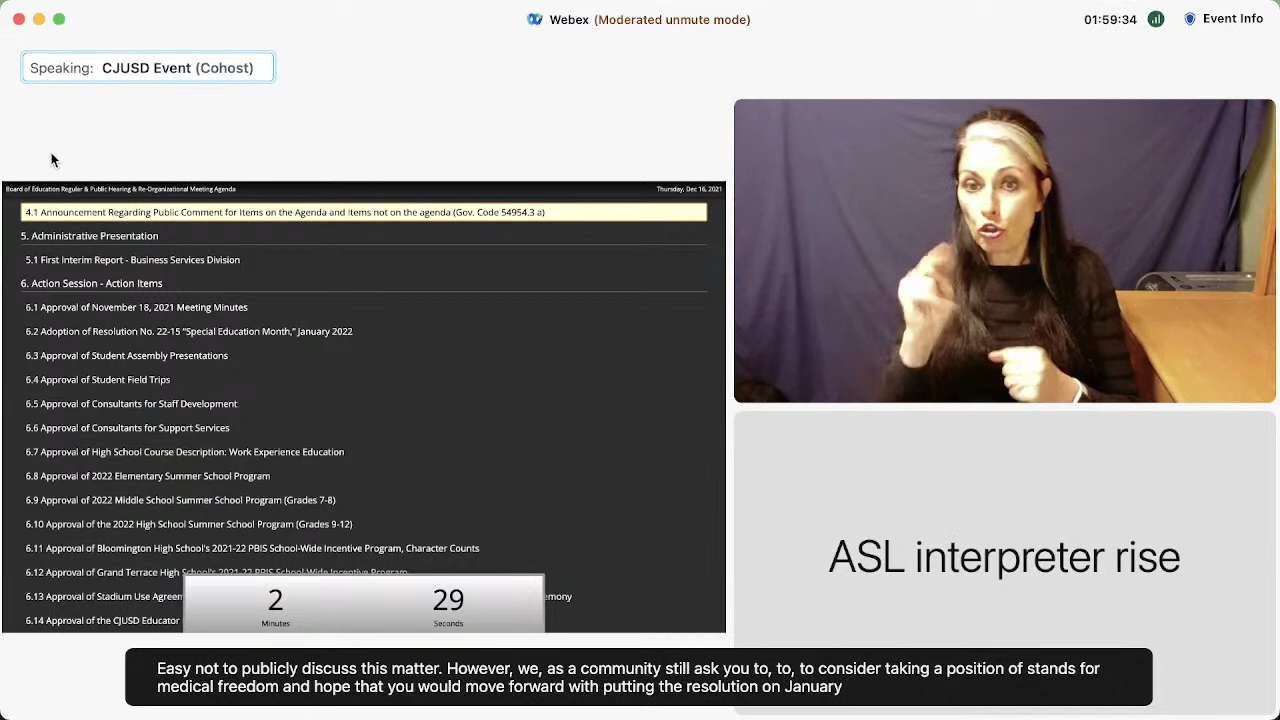 Webex (Moderated unmute mode)
01:59:34
Event Info
Speaking: CJUSD Event (Cohost)
Board of Education Regular & Public Hearing & Re-Organizational Meeting Agenda
Thursday: Dec 16, 2021
4.1 Announcement Regarding Public Comment for Items on the Agenda and Items not on the agenda (Gov. Code 54954.3 a)
5. Administrative Presentation
5.1 First Interim Report - Business Services Division
6. Action Session - Action Items
6.1 Approval of November 18, 2021 Meeting Minutes
6.2 Adoption of Resolution No. 22-15 "Special Education Month," January 2022
6.3 Approval of Student Assembly Presentations
6.4 Approval of Student Field Trips
6.5 Approval of Consultants for Staff Development
6.6 Approval of Consultants for Support Services
6.7 Approval of High School Course Description: Work Experience Education
6.8 Approval of 2022 Elementary Summer School Program
6.9 Approval of 2022 Middle School Summer School Program (Grades 7-8)
6.10 Approval of the 2022 High School Summer School Program (Grades 9-12)
6.11 Approval of Bloomington High School's 2021-22 PBIS School-Wide Incentive Program, Character Counts
6.12 Approval of Grand Terrace High School's 2021-22 PBIS School-Wide Incentive Program
6.13 Approval of Stadium Use Agreem emony
6.14 Approval of the CJUSD Educator
2 29
Minutes Seconds
ASL interpreter rise
Easy not to publicly discuss this matter. However, we, as a community still ask you to, to, to consider taking a position of stands for
medical freedom and hope that you would move forward with putting the resolution on January